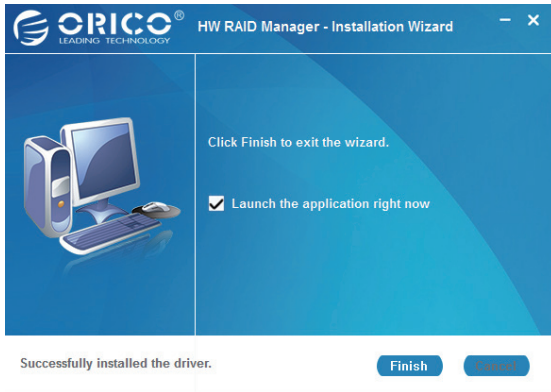 ORICO®
LEADING TECHNOLOGY
HW RAID Manager - Installation Wizard
Click Finish to exit the wizard.
Launch the application right now
Successfully installed the driver.
Finish
Cancel